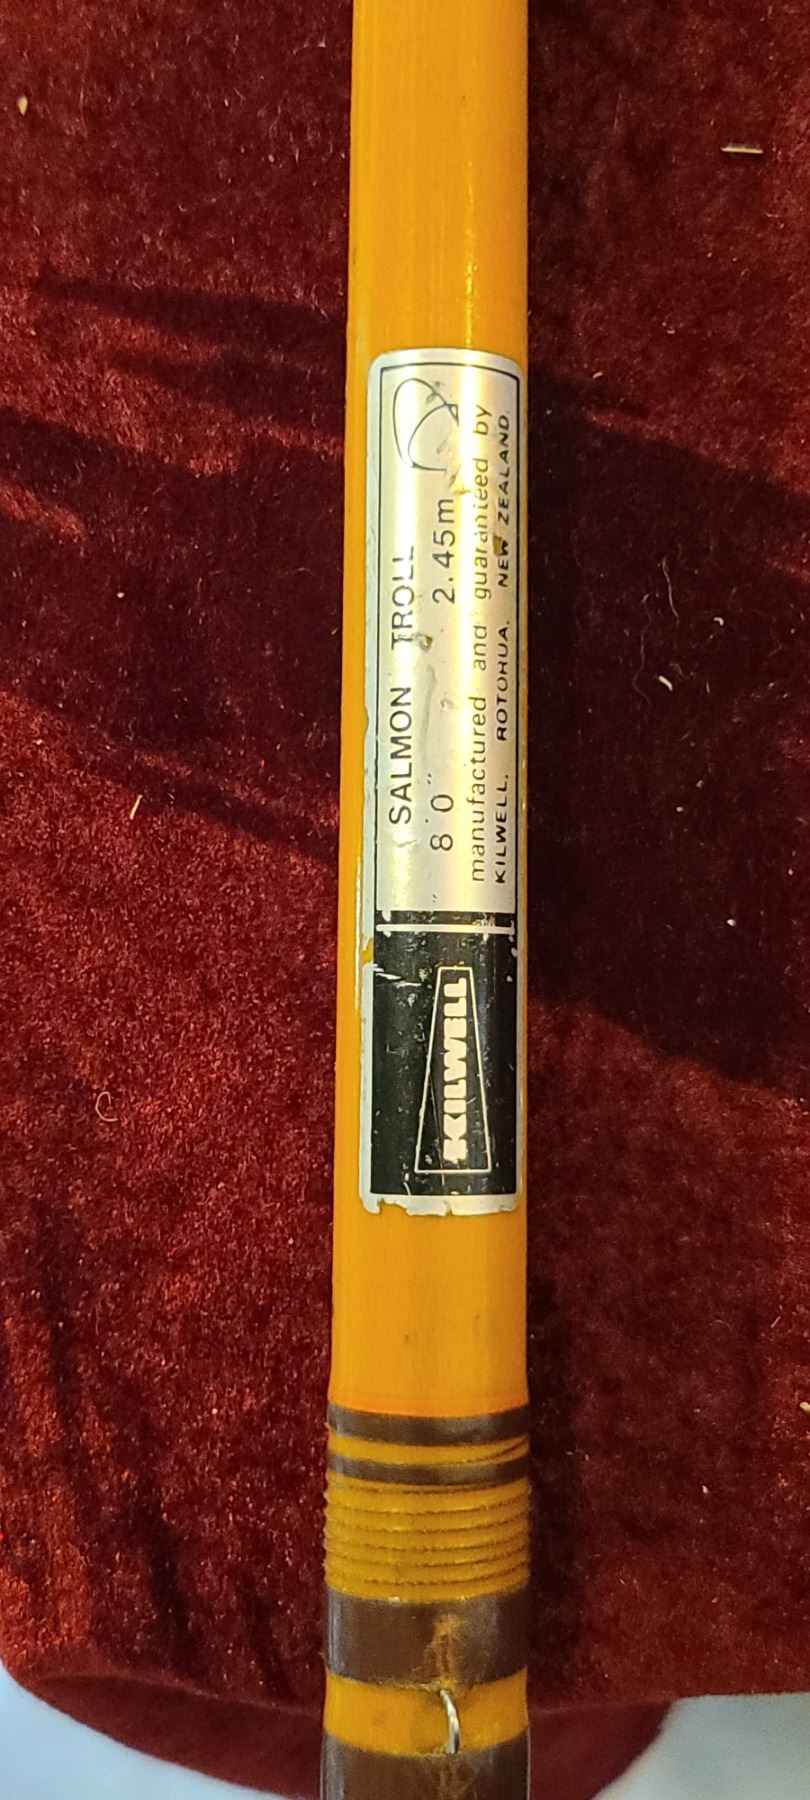 KILWELL
SALMON TROLL
8'0" 2.45m
manufactured and guaranteed by
KILWELL, ROTORUA, NEW ZEALAND.